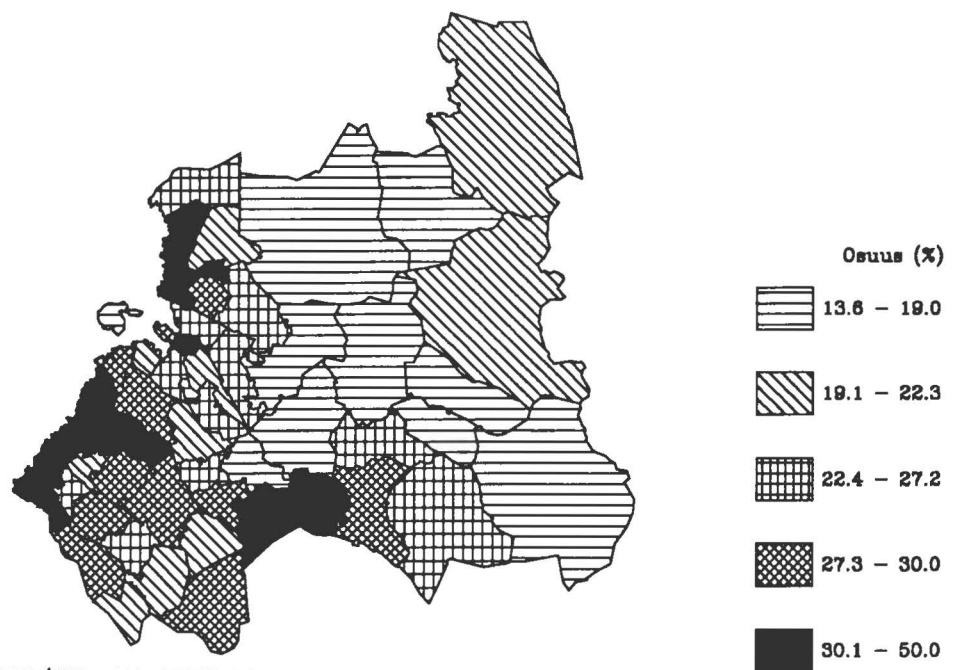 Osuus (%)
13.6 – 19.0
19.1 – 22.3
22.4 – 27.2
27.3 – 30.0
30.1 – 50.0